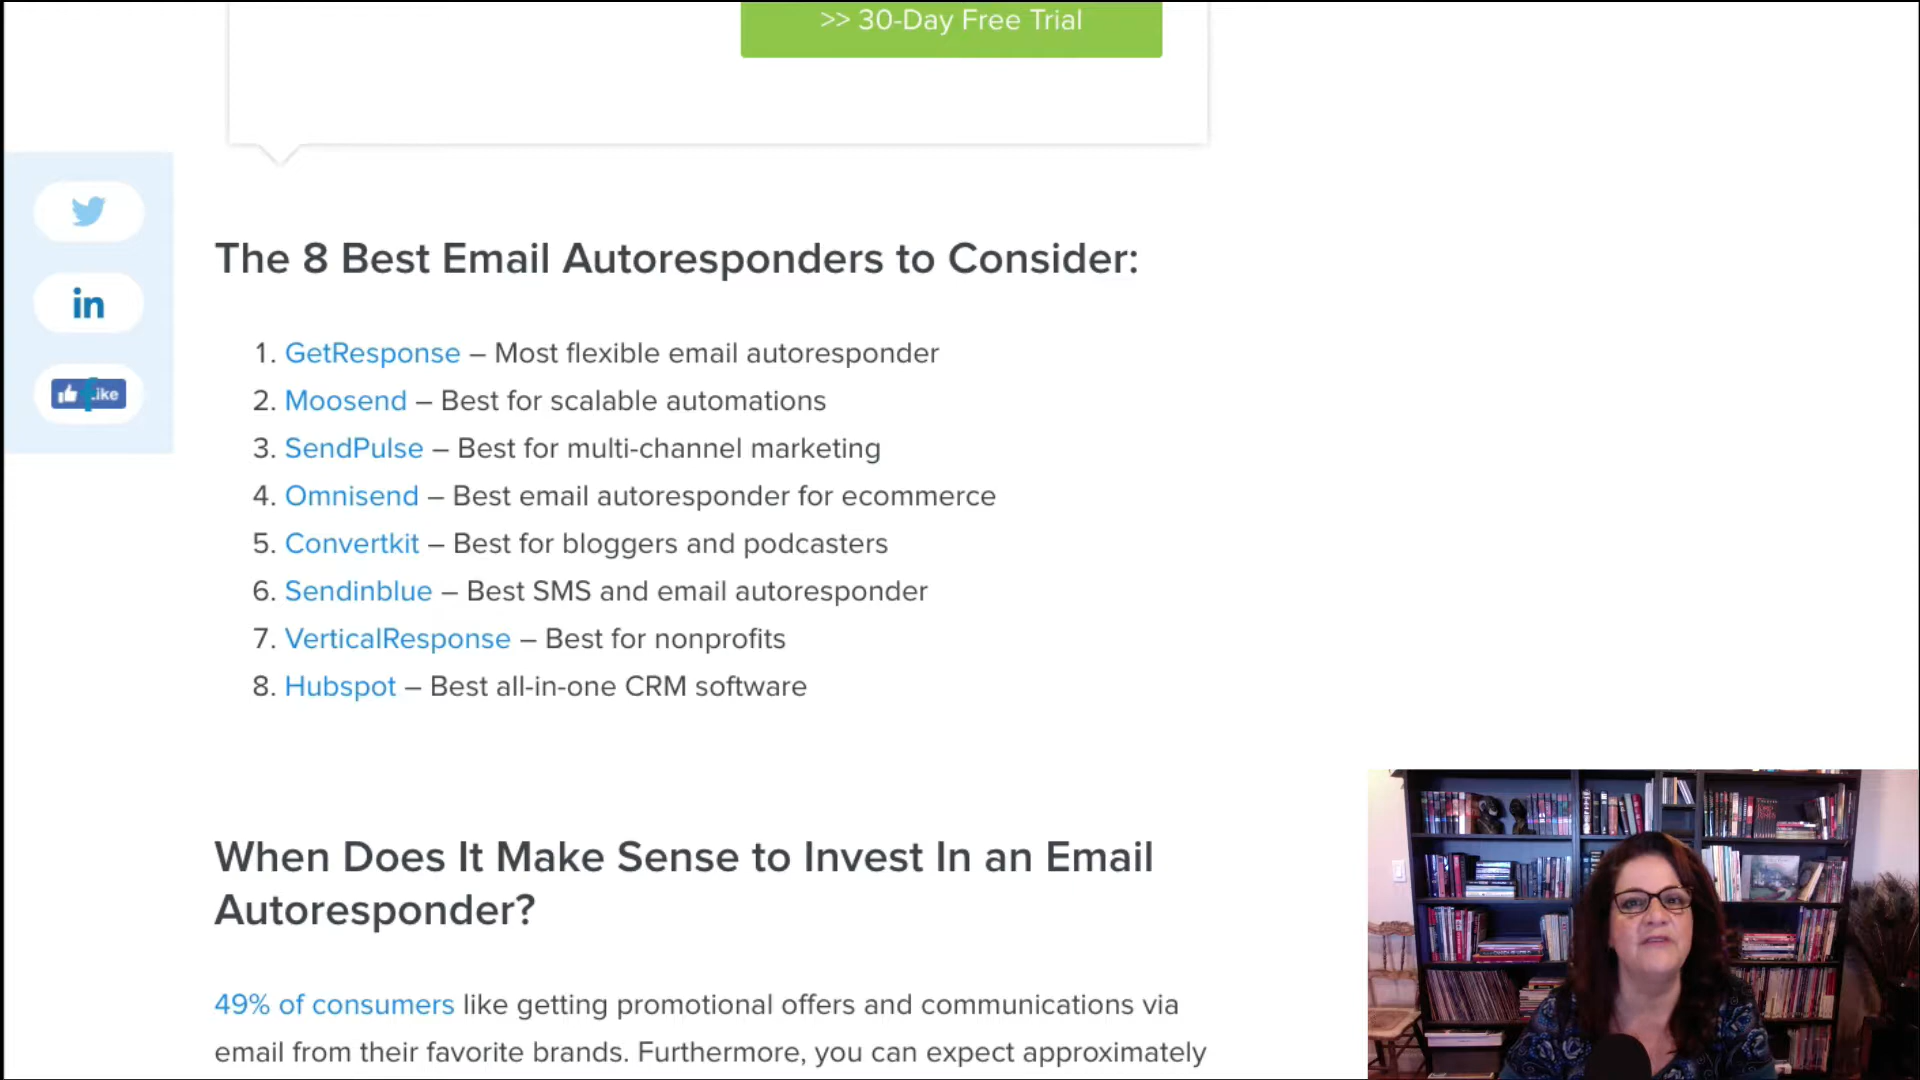 >> 30-Day Free Trial
in
The 8 Best Email Autoresponders to Consider:
1. GetResponse – Most flexible email autoresponder
2. Moosend – Best for scalable automations
3. SendPulse – Best for multi-channel marketing
4. Omnisend – Best email autoresponder for ecommerce
5. Convertkit – Best for bloggers and podcasters
6. Sendinblue – Best SMS and email autoresponder
7. VerticalResponse – Best for nonprofits
8. Hubspot – Best all-in-one CRM software
When Does It Make Sense to Invest In an Email
Autoresponder?
49% of consumers like getting promotional offers and communications via
email from their favorite brands. Furthermore, you can expect approximately